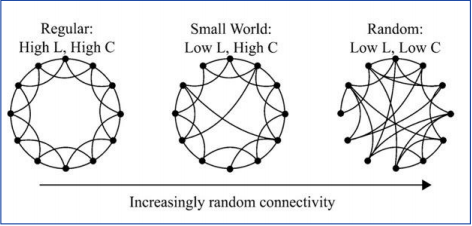 Regular:
High L, High C
Small World:
Low L, High C
Random:
Low L, Low C
Increasingly random connectivity